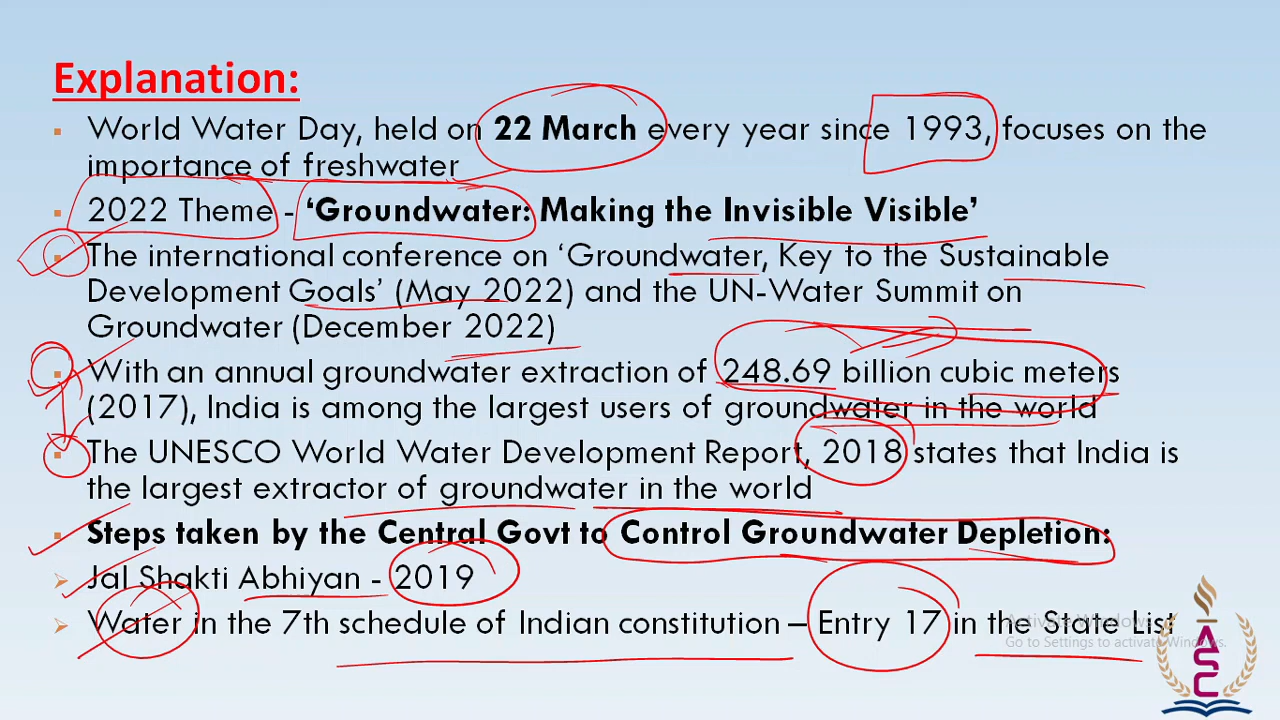 Explanation:
▪ World Water Day, held on 22 March every year since 1993, focuses on the
importance of freshwater
▪ 2022 Theme - ‘Groundwater: Making the Invisible Visible’
▪ The international conference on ‘Groundwater, Key to the Sustainable
Development Goals’ (May 2022) and the UN-Water Summit on
Groundwater (December 2022)
▪ With an annual groundwater extraction of 248.69 billion cubic meters
(2017), India is among the largest users of groundwater in the world
▪ The UNESCO World Water Development Report, 2018 states that India is
the largest extractor of groundwater in the world
▪ Steps taken by the Central Govt to Control Groundwater Depletion:
➢ Jal Shakti Abhiyan - 2019
➢ Water in the 7th schedule of Indian constitution – Entry 17 in the State List
Activate Windows
Go to Settings to activate Windows.
ASC